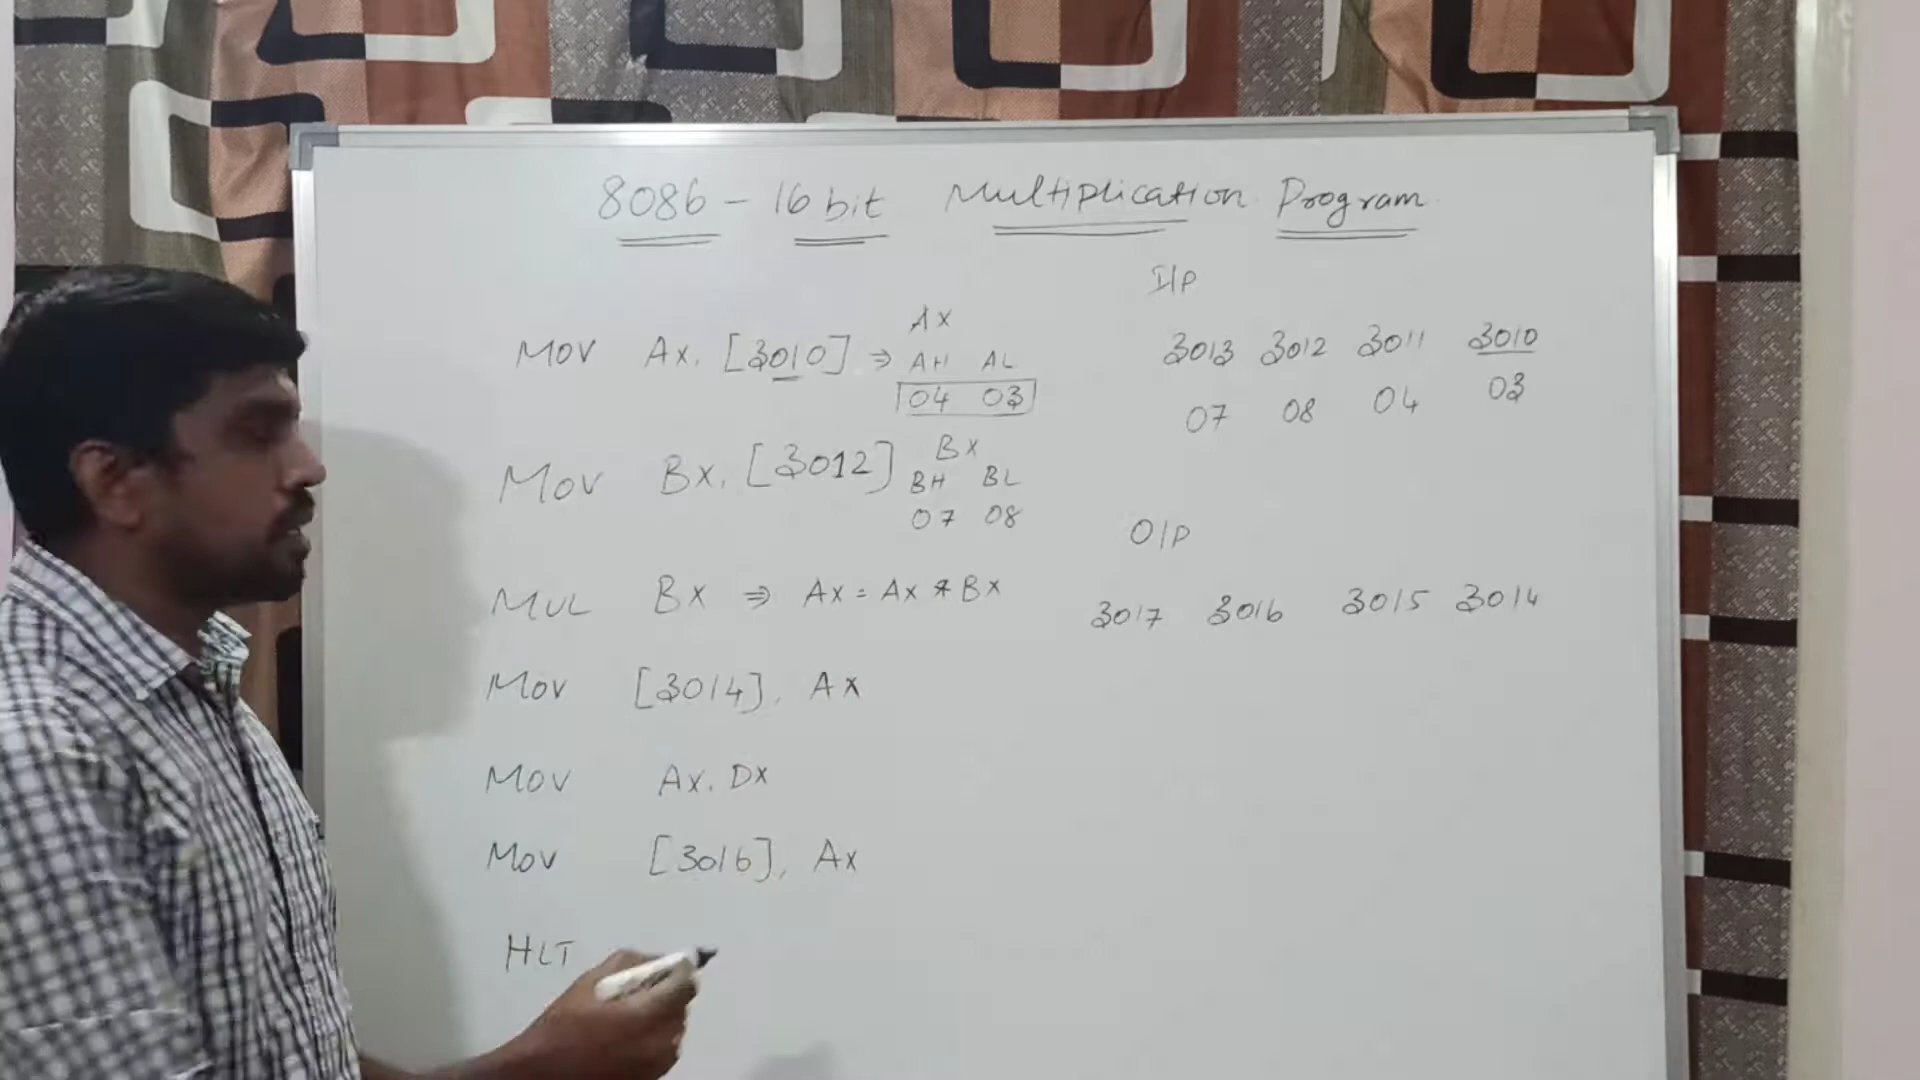 8086 - 16 bit Multiplication Program
I/P
MOV AX, [3010] ⇒ AX
AH AL
04 03
3013 3012 3011 3010
07 08 04 03
MOV BX, [3012] BX
BH BL
07 08
O/P
MUL BX ⇒ AX = AX * BX
3017 3016 3015 3014
MOV [3014], AX
MOV AX, DX
MOV [3016], AX
HLT